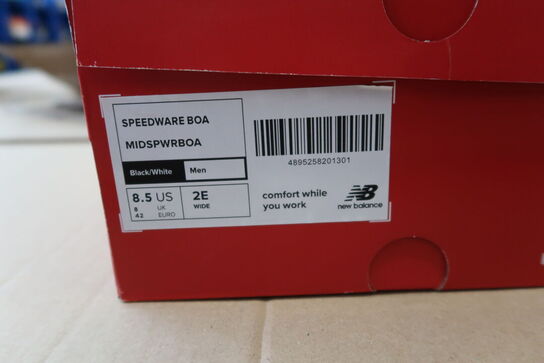 SPEEDWARE BOA
MIDSPWRBOA
Black/White Men
8.5 US
8 UK
42 EURO
2E
WIDE
4895258201301
comfort while
you work
NB
new balance